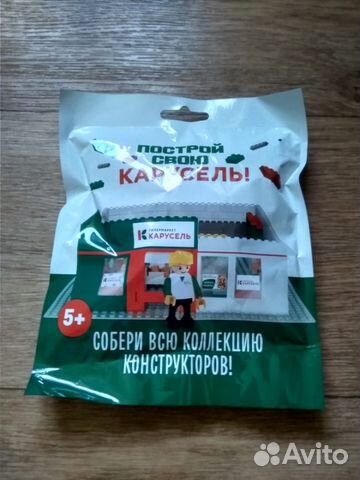 ПОСТРОЙ
СВОЮ
КАРУСЕЛЬ!
ГИПЕРМАРКЕТ
КАРУСЕЛЬ
5+
СОБЕРИ ВСЮ КОЛЛЕКЦИЮ
КОНСТРУКТОРОВ!
Avito